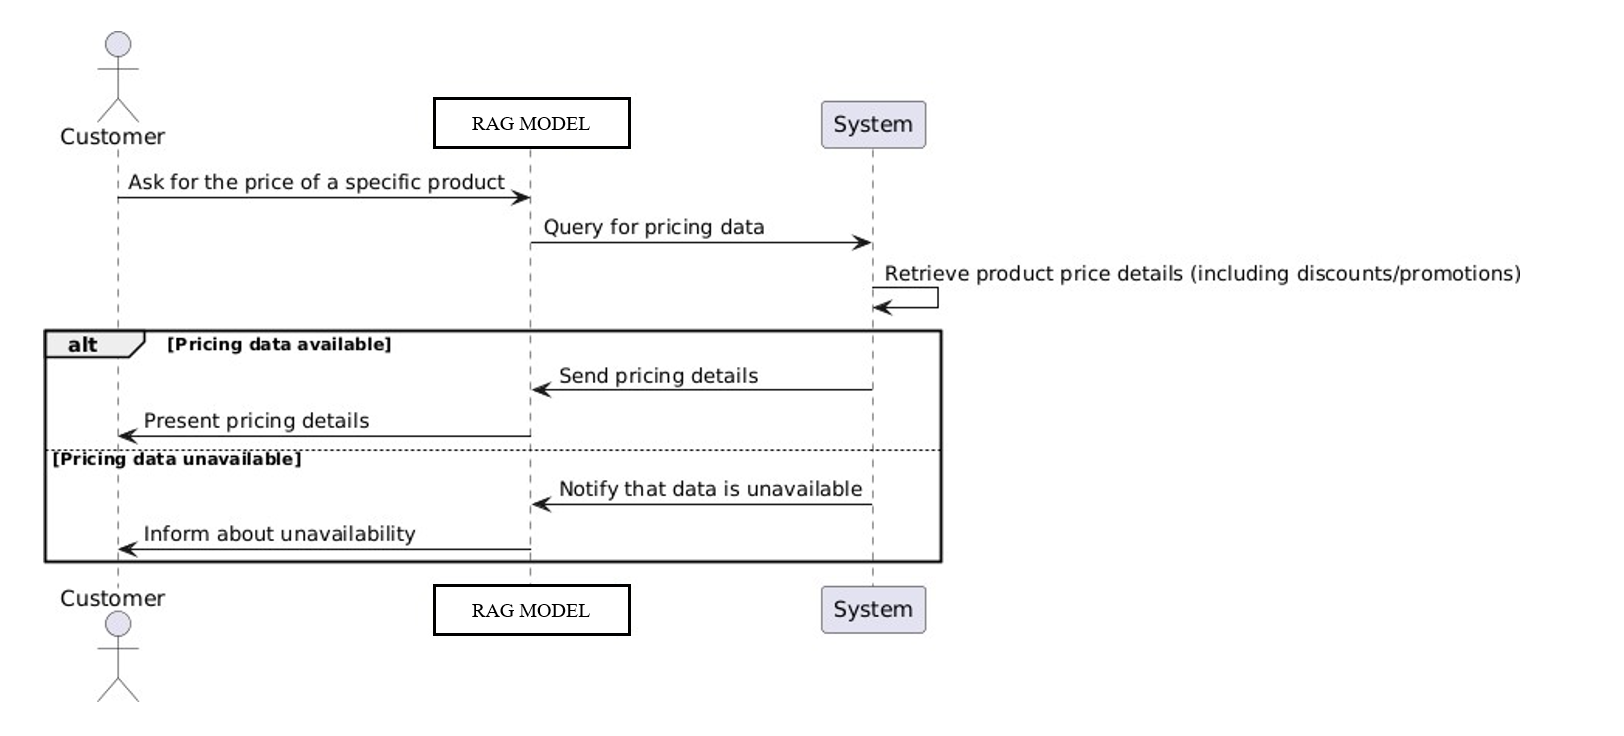 Customer
RAG MODEL
System
Ask for the price of a specific product
Query for pricing data
Retrieve product price details (including discounts/promotions)
alt [Pricing data available]
Send pricing details
Present pricing details
[Pricing data unavailable]
Notify that data is unavailable
Inform about unavailability
Customer
RAG MODEL
System